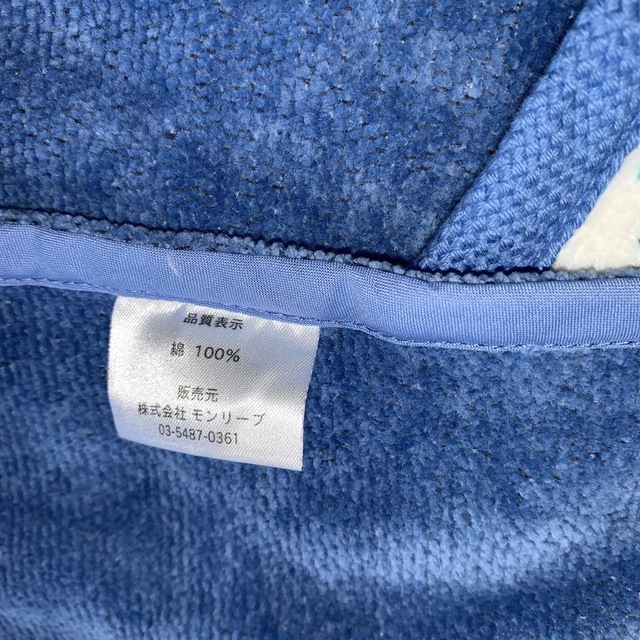 品質表示
綿 100%
販売元
株式会社 モンリーブ
03-5487-0361